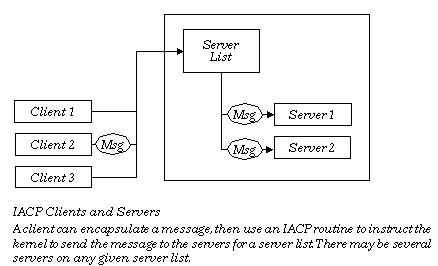 Server
List
Msg
Server 1
Client 1
Client 2
Msg
Msg
Server 2
Client 3
IACP Clients and Servers
A client can encapsulate a message, then use an IACP routine to instruct the
kernel to send the message to the servers for a server list. There may be several
servers on any given server list.